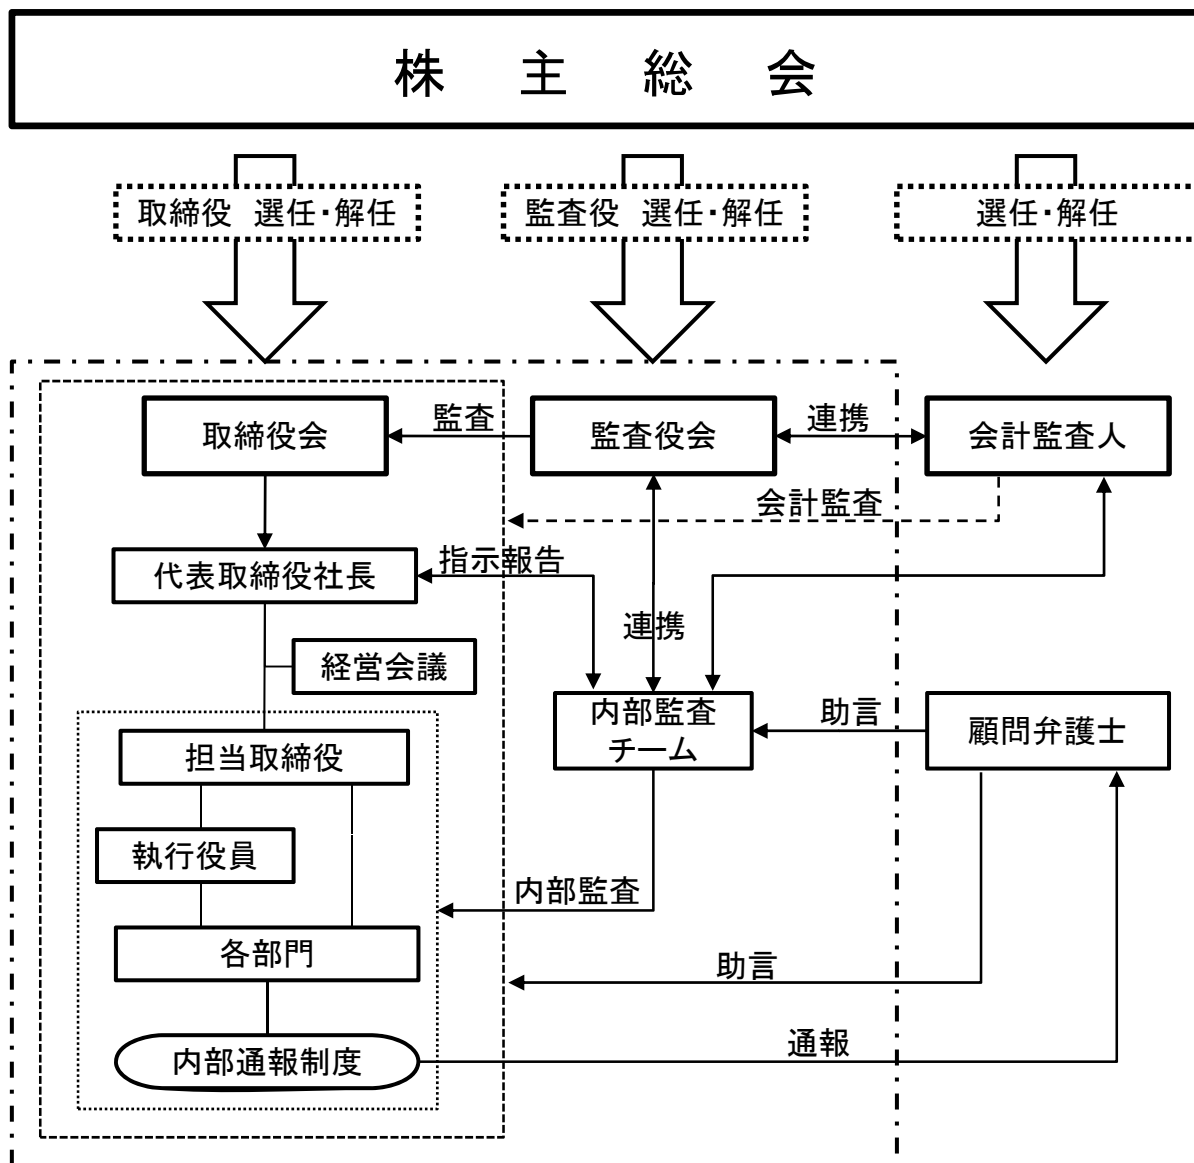 株主総会
取締役 選任・解任
監査役 選任・解任
選任・解任
取締役会
監査
監査役会
連携
会計監査人
会計監査
代表取締役社長
指示報告
連携
経営会議
担当取締役
内部監査
チーム
助言
顧問弁護士
執行役員
内部監査
各部門
助言
内部通報制度
通報